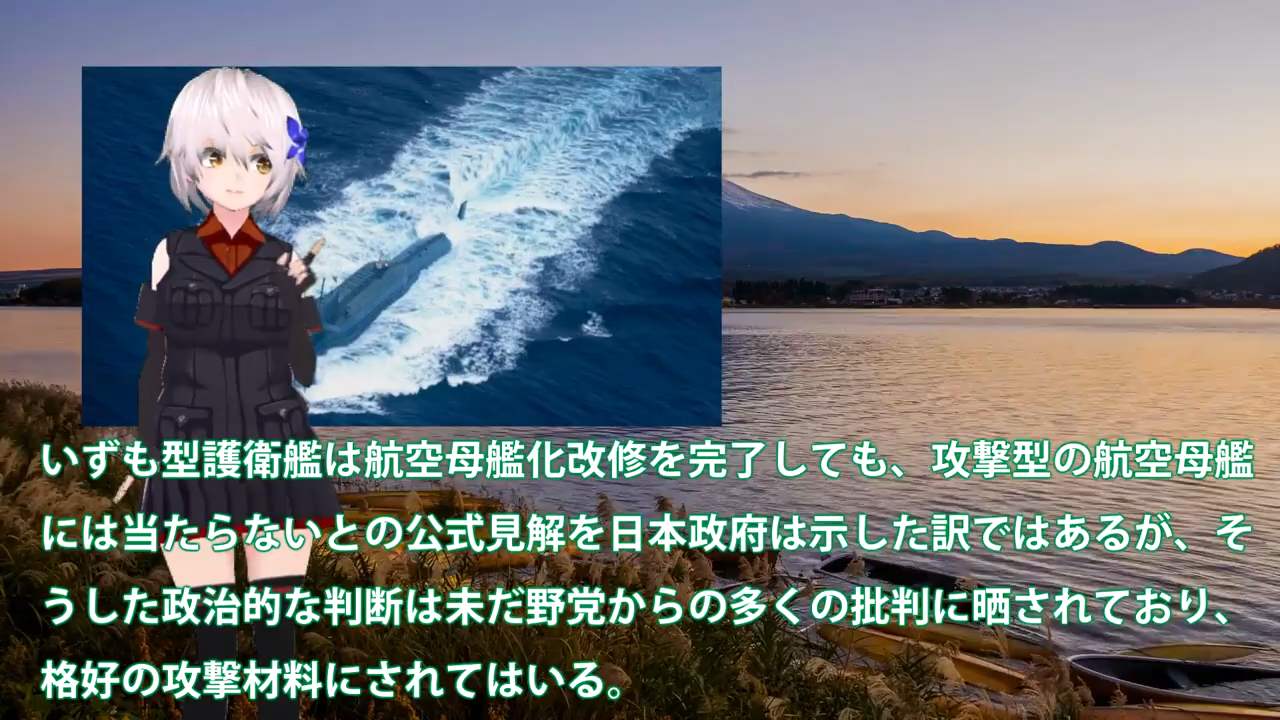 いずも型護衛艦は航空母艦化改修を完了しても、攻撃型の航空母艦
には当たらないとの公式見解を日本政府は示した訳ではあるが、そ
うした政治的な判断は未だ野党からの多くの批判に晒されており、
格好の攻撃材料にされてはいる。